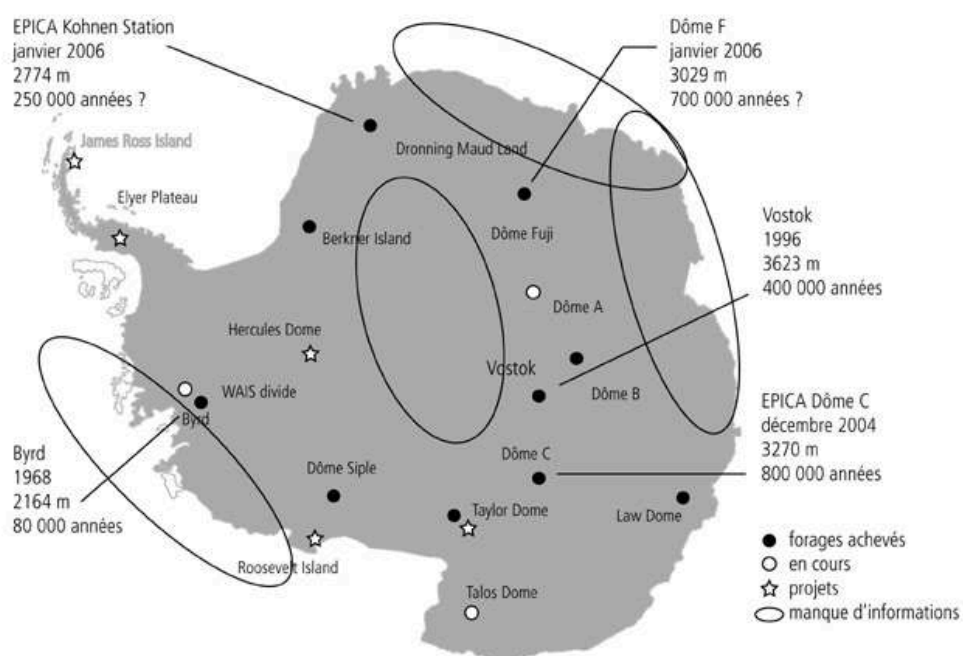 EPICA Kohnen Station
janvier 2006
2774 m
250 000 années ?
Dôme F
janvier 2006
3029 m
700 000 années ?
James Ross Island
Dronning Maud Land
Elyer Plateau
Berkner Island
Dôme Fuji
Vostok
1996
3623 m
400 000 années
Dôme A
Hercules Dome
Vostok
Dôme B
WAIS divide
Byrd
EPICA Dôme C
décembre 2004
3270 m
800 000 années
Byrd
1968
2164 m
80 000 années
Dôme Siple
Dôme C
Taylor Dome
Law Dome
Roosevelt Island
Talos Dome
forages achevés
en cours
projets
manque d'informations